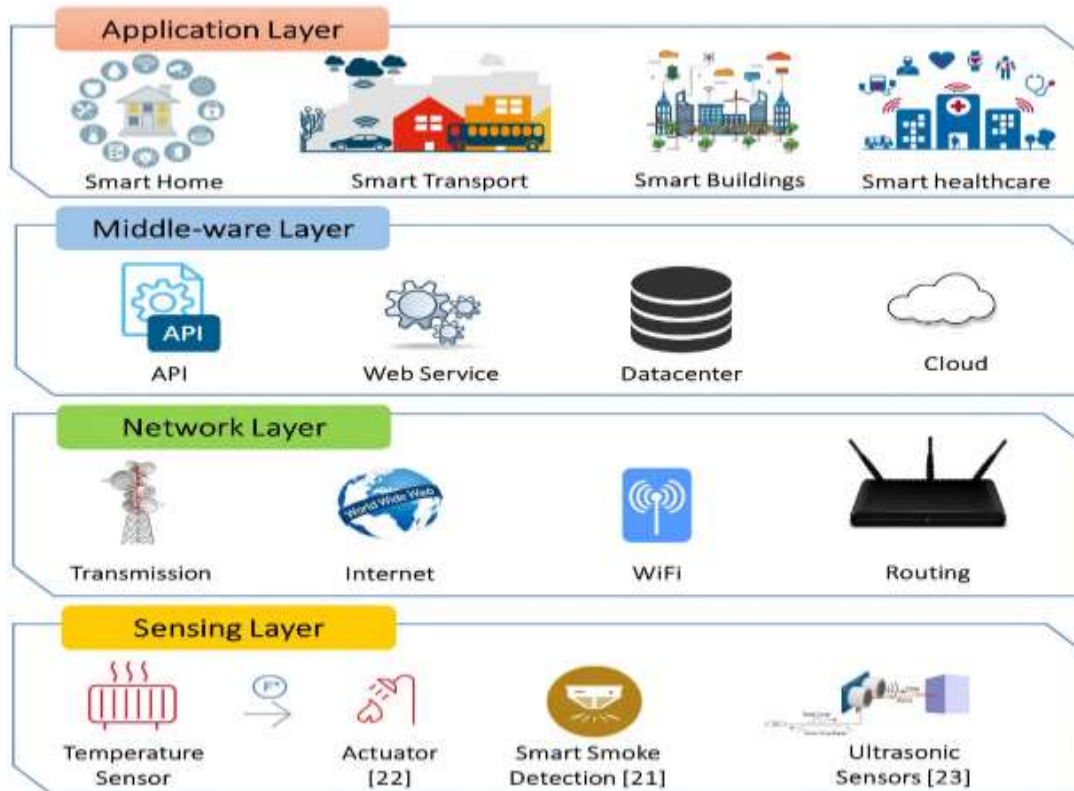 Application Layer
Smart Home
Smart Transport
Smart Buildings
Smart healthcare
Middle-ware Layer
API
API
Web Service
Datacenter
Cloud
Network Layer
World Wide Web
Transmission
Internet
WiFi
Routing
Sensing Layer
F°
Temperature
Sensor
Actuator
[22]
Smart Smoke
Detection [21]
Ultrasonic
Sensors [23]